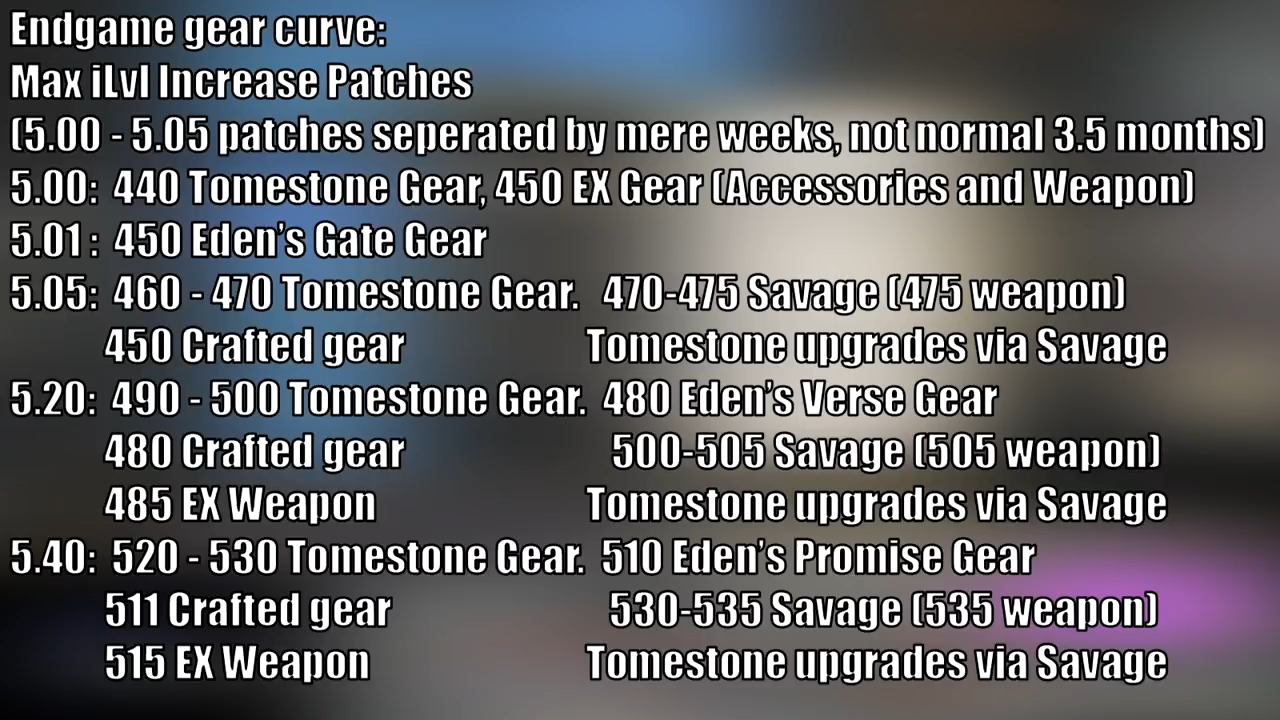 Endgame gear curve:
Max iLvl Increase Patches
(5.00 - 5.05 patches seperated by mere weeks, not normal 3.5 months)
5.00: 440 Tomestone Gear, 450 EX Gear (Accessories and Weapon)
5.01 : 450 Eden's Gate Gear
5.05: 460 - 470 Tomestone Gear. 470-475 Savage (475 weapon)
450 Crafted gear Tomestone upgrades via Savage
5.20: 490 - 500 Tomestone Gear. 480 Eden's Verse Gear
480 Crafted gear 500-505 Savage (505 weapon)
485 EX Weapon Tomestone upgrades via Savage
5.40: 520 - 530 Tomestone Gear. 510 Eden's Promise Gear
511 Crafted gear 530-535 Savage (535 weapon)
515 EX Weapon Tomestone upgrades via Savage